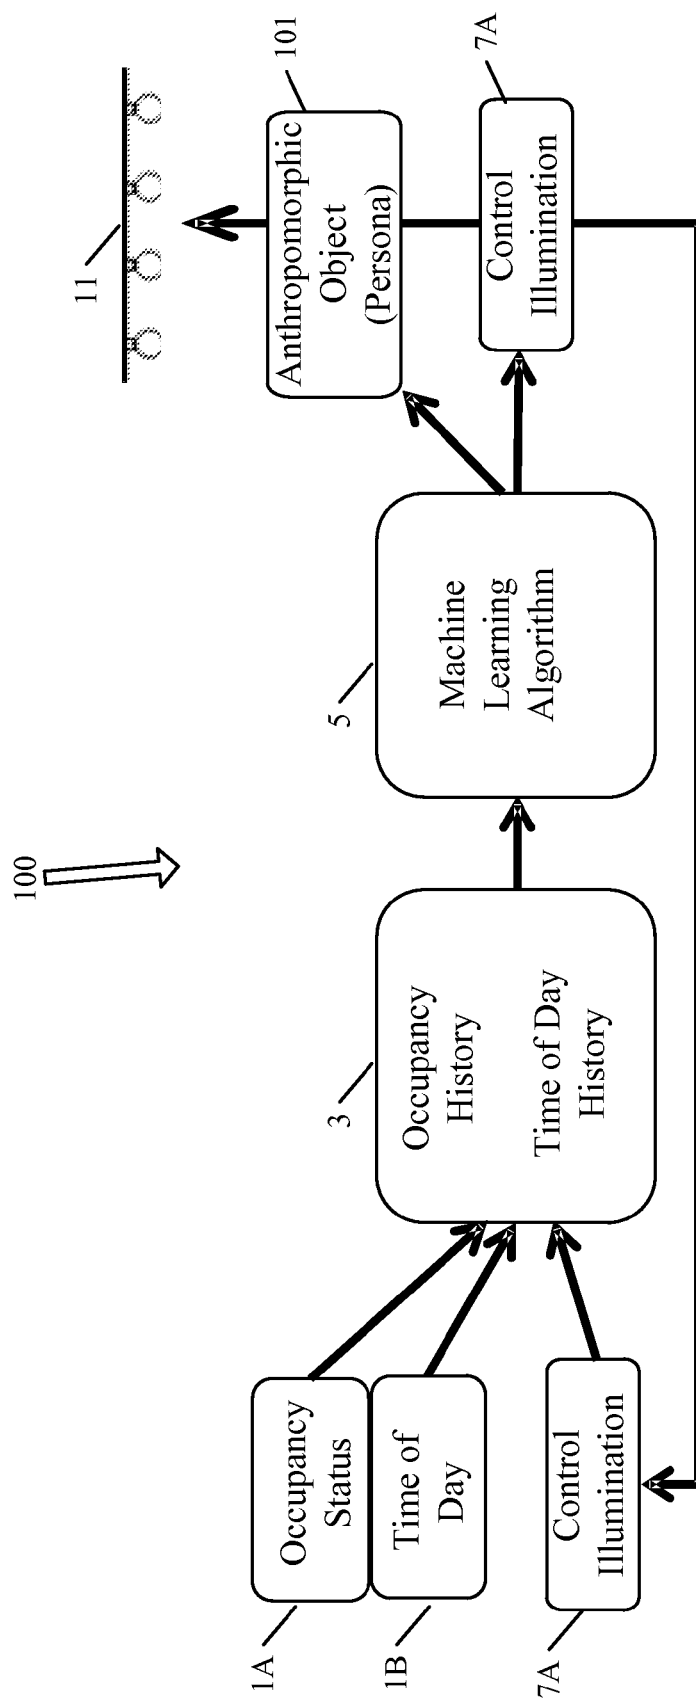 100
1A
Occupancy
Status
1B
Time of
Day
7A
Control
Illumination
3
Occupancy
History
Time of Day
History
5
Machine
Learning
Algorithm
11
101
Anthropomorphic
Object
(Persona)
7A
Control
Illumination